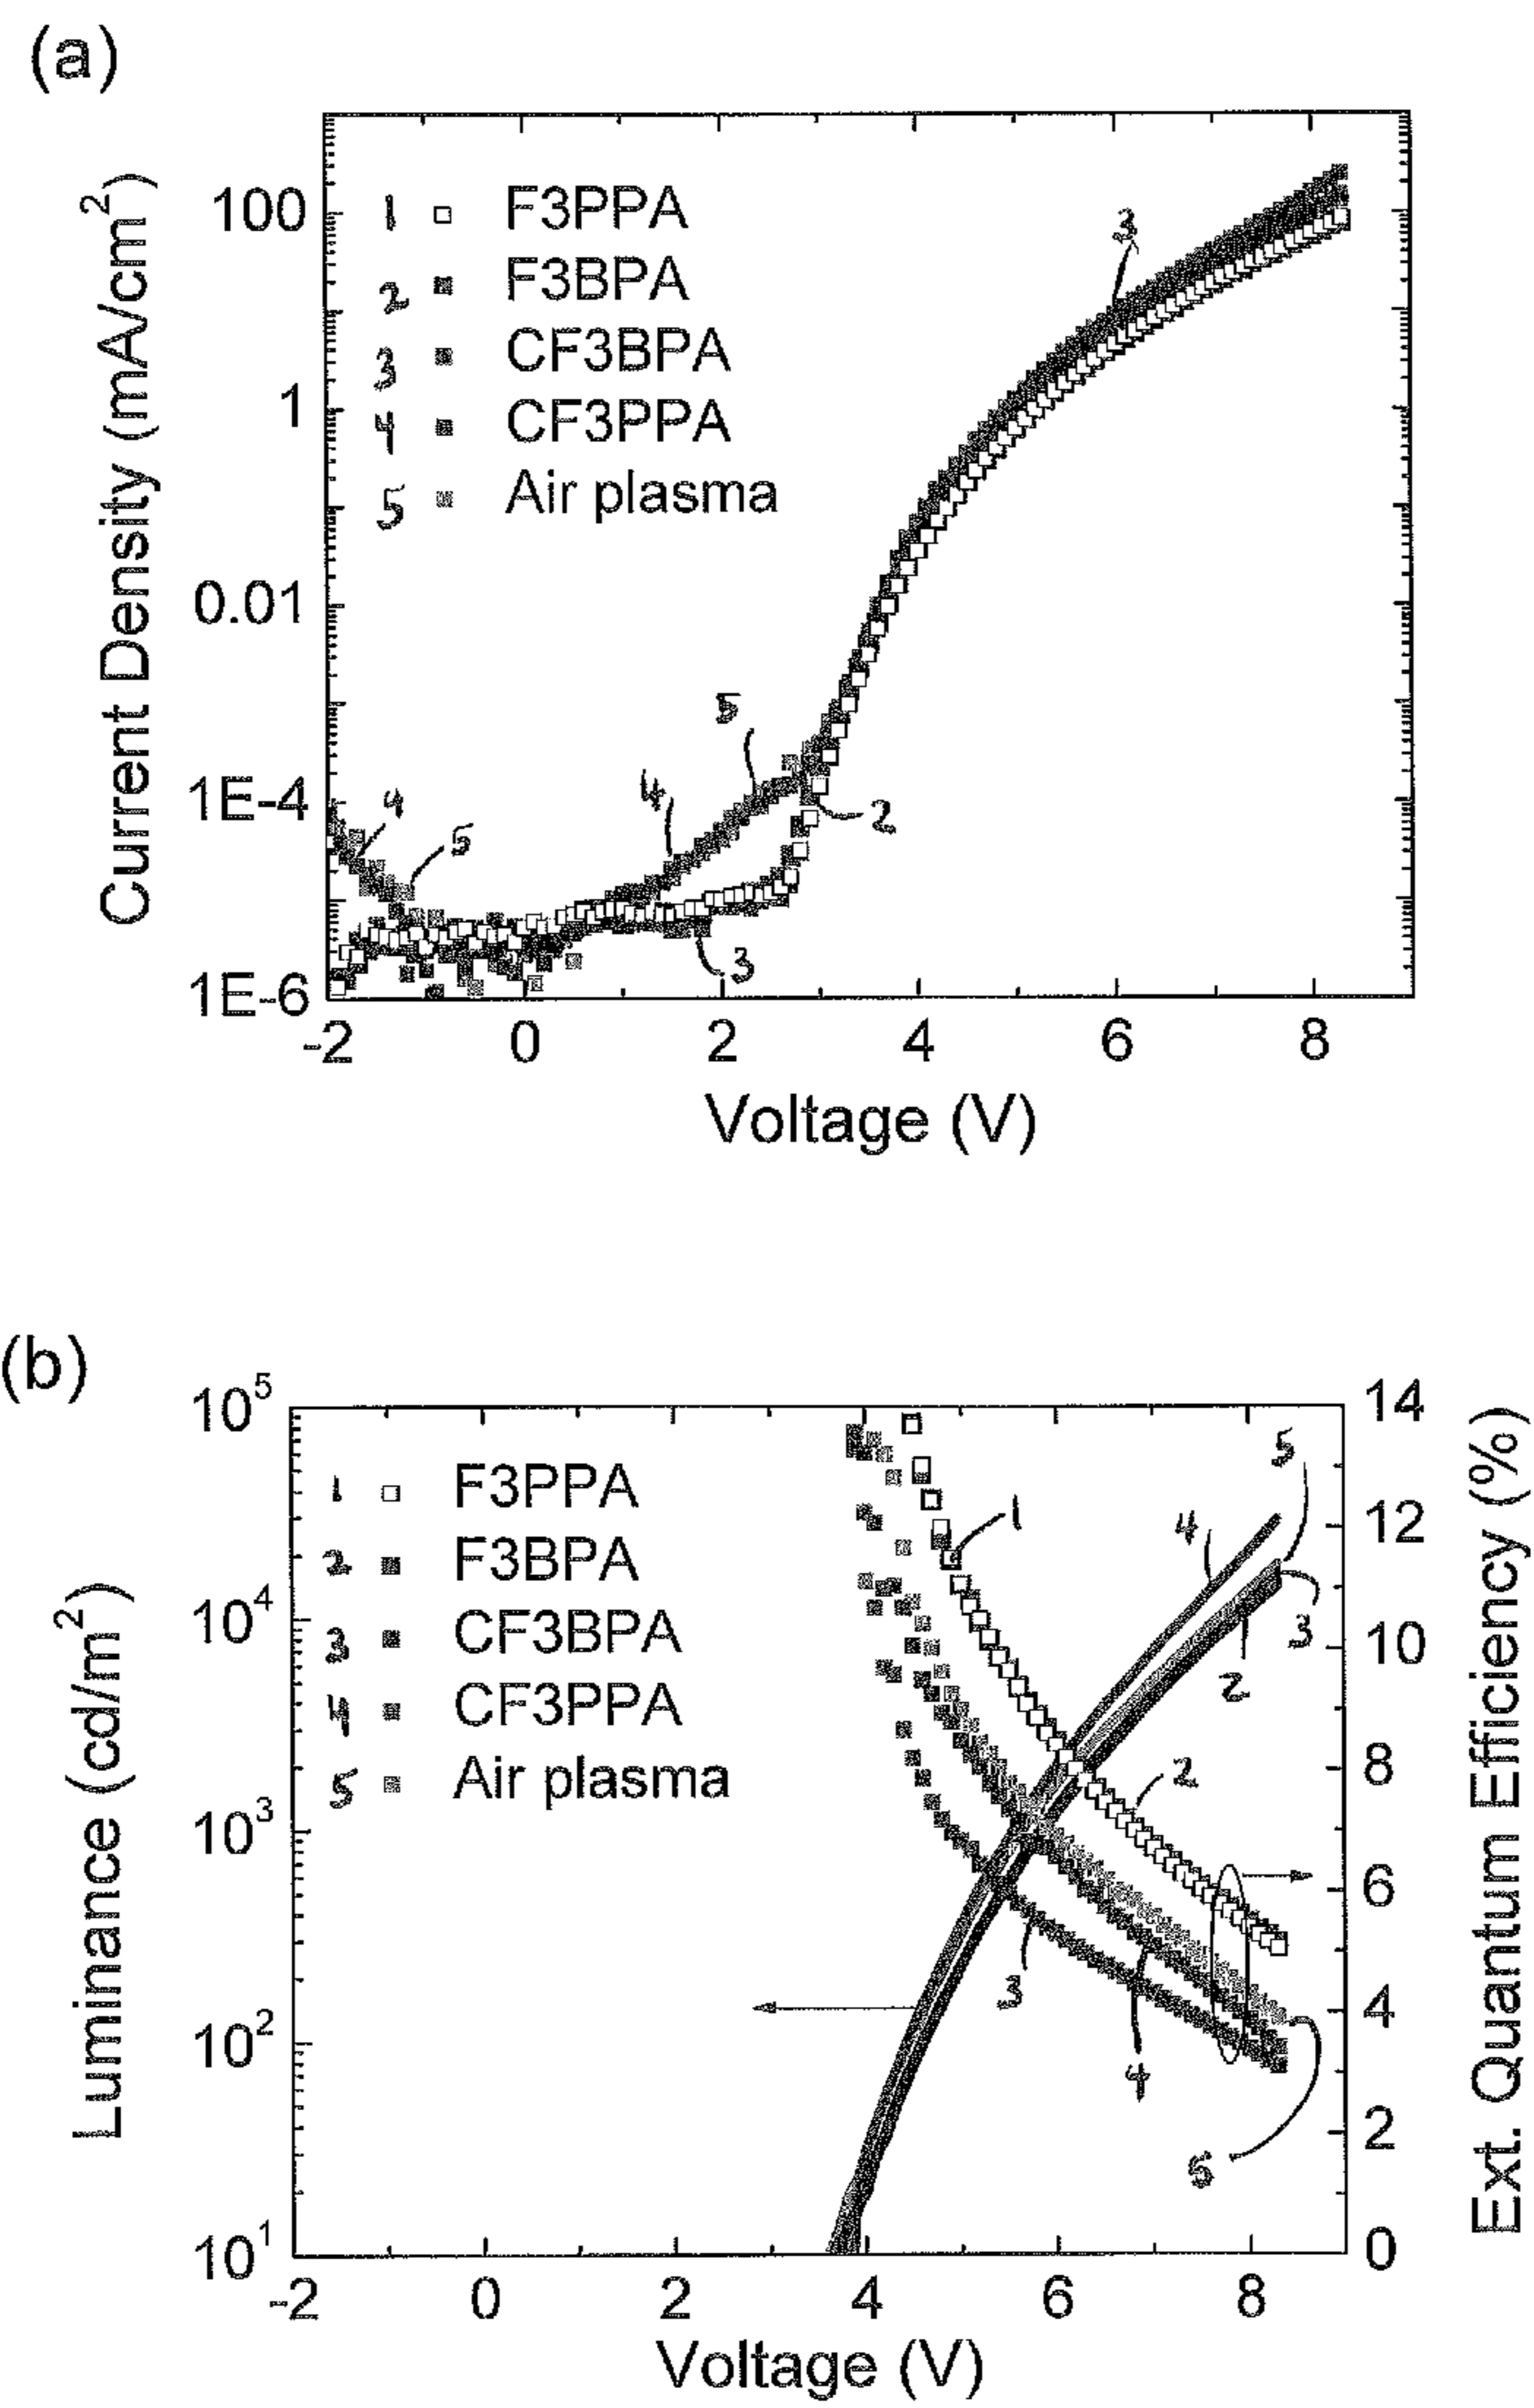 (a)
Current Density (mA/cm²)
100
1
0.01
1E-4
1E-6
1 F3PPA
2 F3BPA
3 CF3BPA
4 CF3PPA
5 Air plasma
3
5
4
2
4
5
3
-2 0 2 4 6 8
Voltage (V)
(b)
Luminance (cd/m²)
10⁵
10⁴
10³
10²
10¹
1 F3PPA
2 F3BPA
3 CF3BPA
4 CF3PPA
5 Air plasma
1
4
5
3
2
2
3
4
5
14
12
10
8
6
4
2
0
Ext. Quantum Efficiency (%)
-2 0 2 4 6 8
Voltage (V)